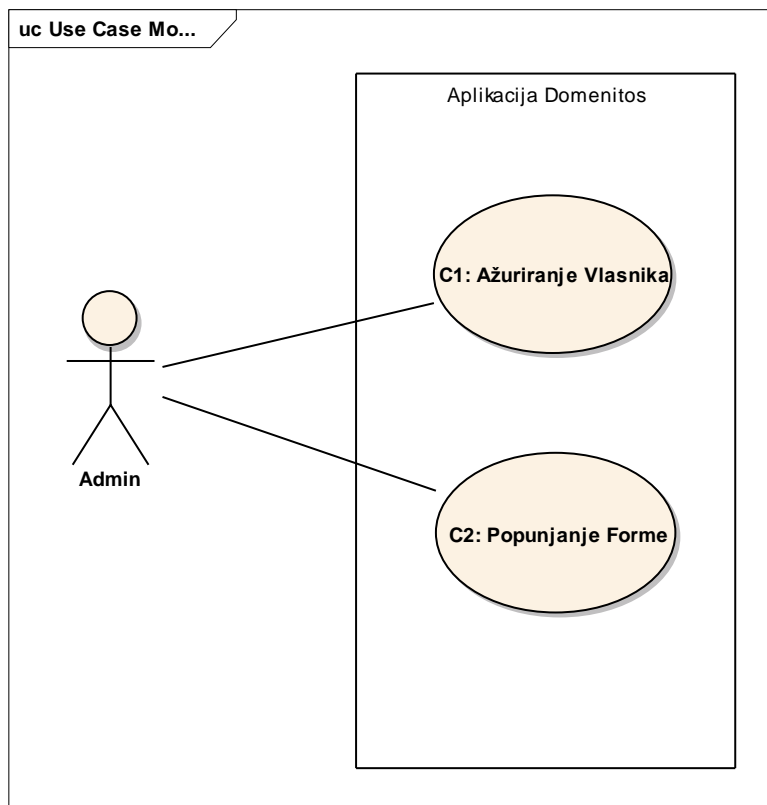 uc Use Case Mo...
Aplikacija Domenitos
C1: Ažuriranje Vlasnika
Admin
C2: Popunjanje Forme